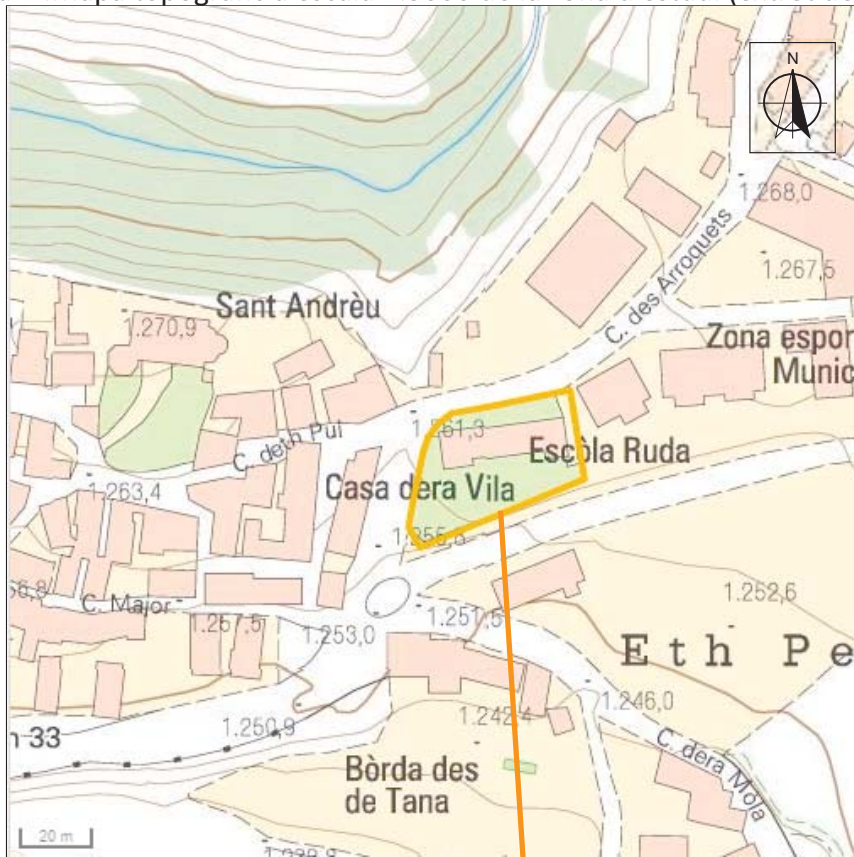 N
1.268,0
C. des Arroquets
1.267,5
Sant Andrèu
1.270,9
Zona espor
Munic
1.261,3
C. deth Pui
Escòla Ruda
1.263,4
Casa dera Vila
C. Major
1.257,5
1.253,0
1.251,5
1.252,6
Eth Pe
1.246,0
1.242,4
1.250,9
33
C. dera Mola
Bòrda des
de Tana
20 m